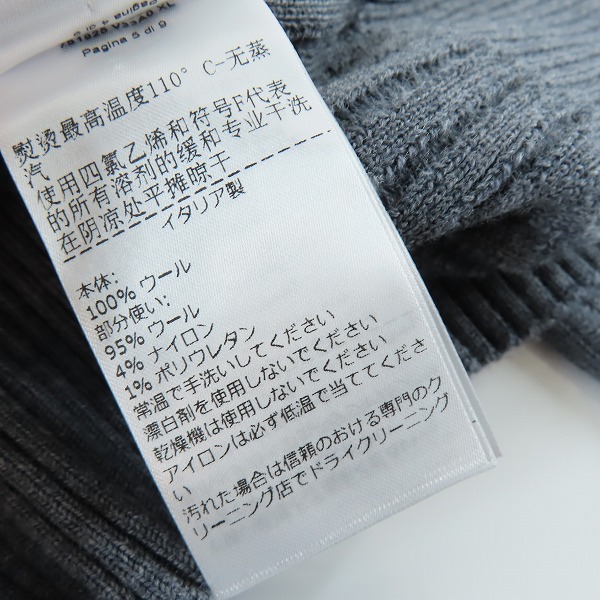 Pagina 5 di 9
熨烫最高温度110°C-无蒸
汽
使用四氯乙烯和符号F代表
的所有溶剂的缓和专业干洗
在阴凉处平摊晾干
イタリア製
本体:
100% ウール
部分使い:
95% ウール
4% ナイロン
1% ポリウレタン
常温で手洗いしてください
漂白剤を使用しないでください
乾燥機は使用しないでください
アイロンは必ず低温で当ててくださ
い
汚れた場合は信頼のおける専門のク
リーニング店でドライクリーニング